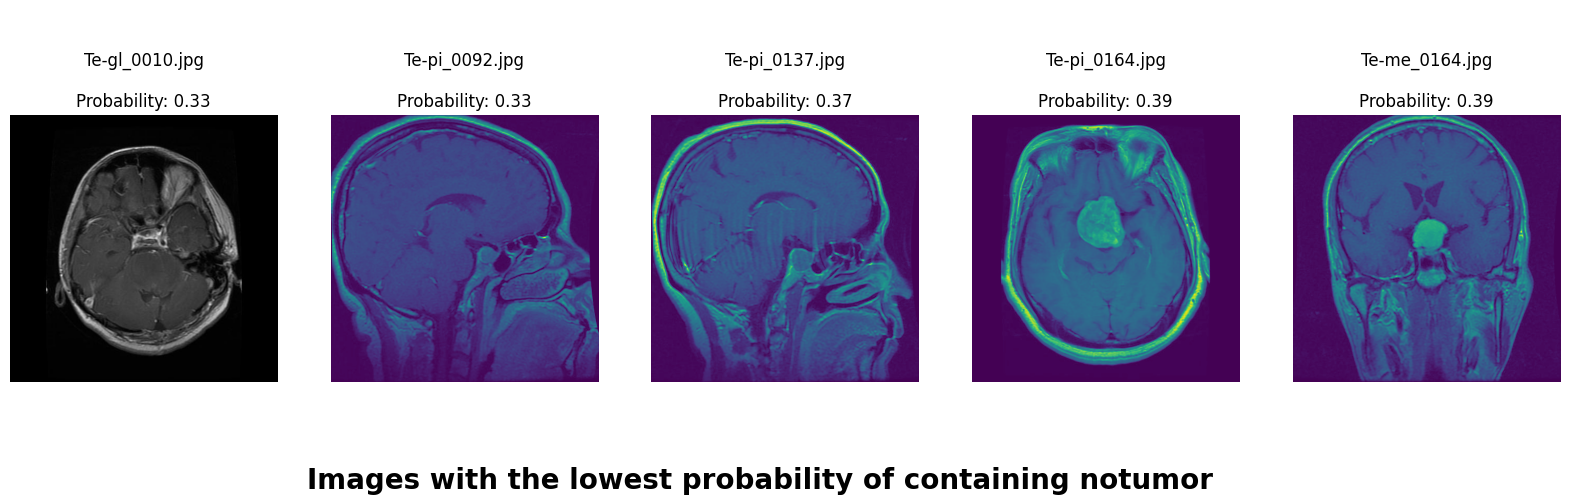 Te-gl_0010.jpg
Probability: 0.33
Te-pi_0092.jpg
Probability: 0.33
Te-pi_0137.jpg
Probability: 0.37
Te-pi_0164.jpg
Probability: 0.39
Te-me_0164.jpg
Probability: 0.39
Images with the lowest probability of containing notumor